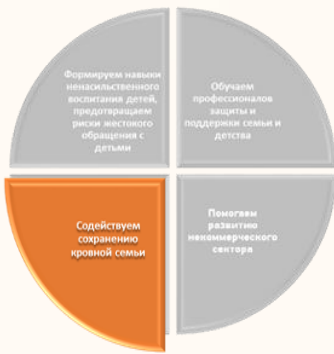 Формируем навыки
ненасильственного
воспитания детей,
предотвращаем
риски жестокого
обращения с
детьми
Обучаем
профессионалов
защиты и
поддержки семьи и
детства
Содействуем
сохранению
кровной семьи
Помогаем
развитию
некоммерческого
сектора